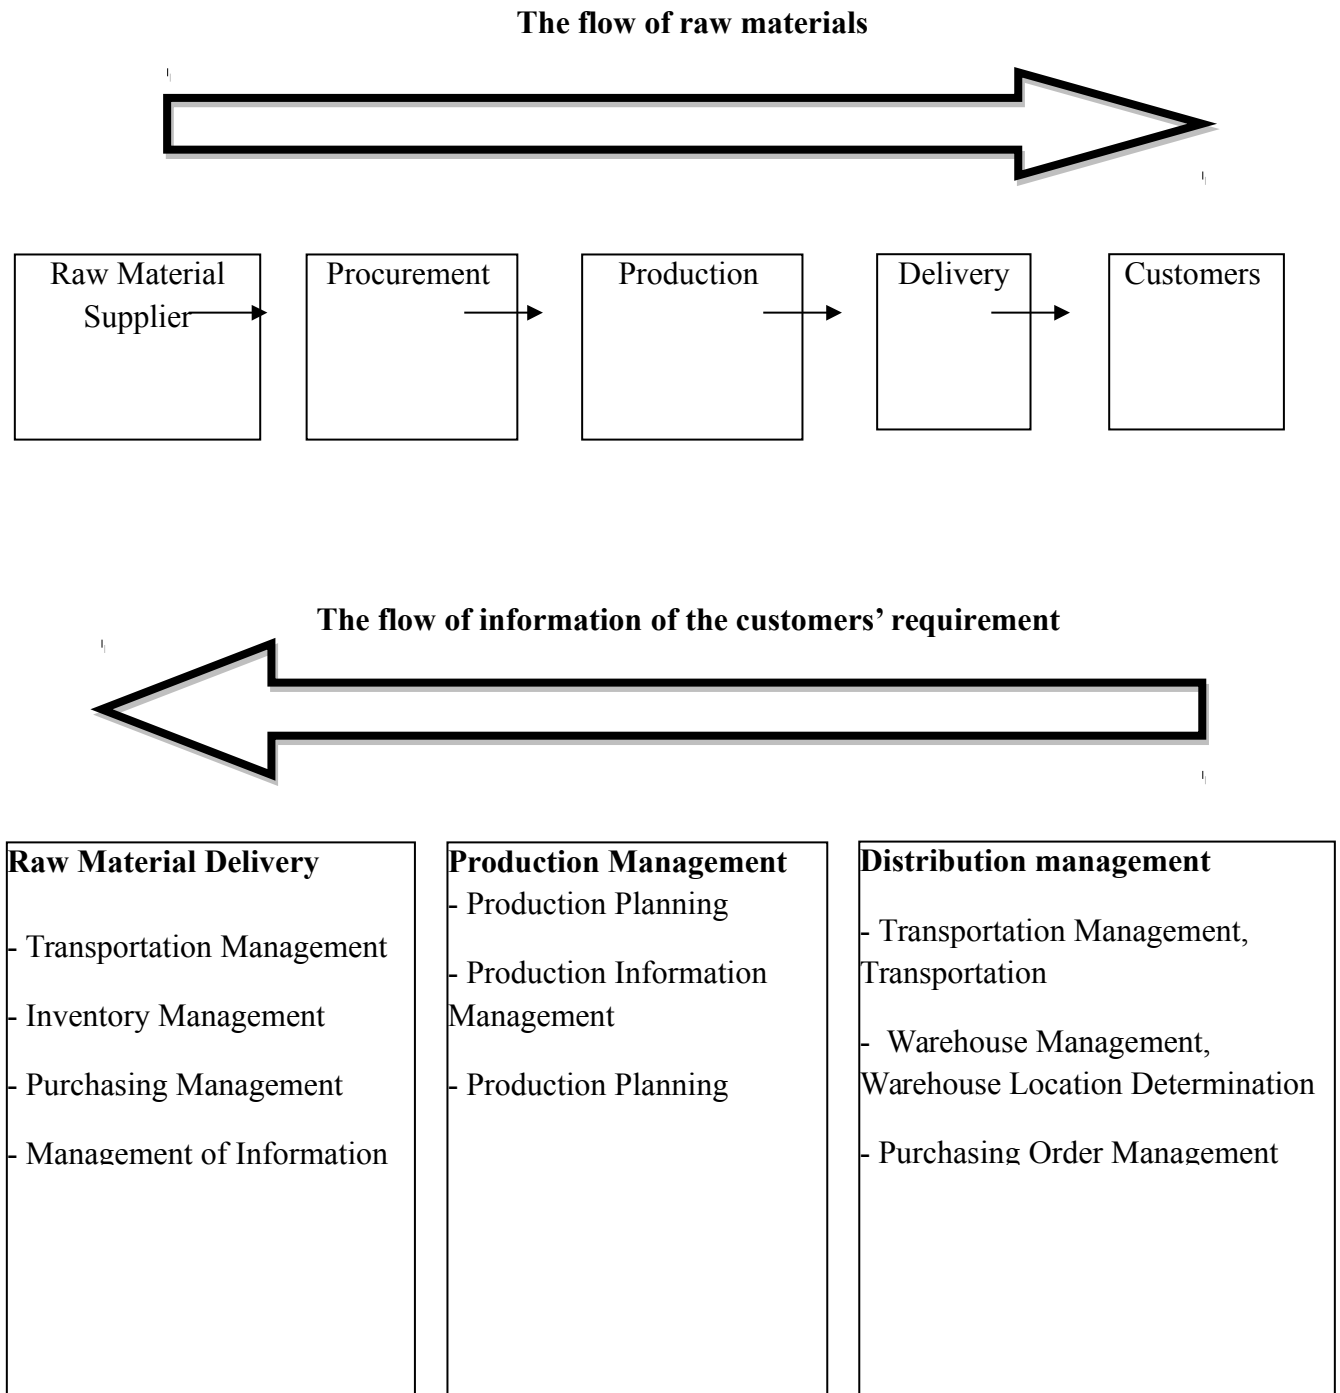 The flow of raw materials
Raw Material
Supplier
Procurement
Production
Delivery
Customers
The flow of information of the customers’ requirement
Raw Material Delivery
- Transportation Management
- Inventory Management
- Purchasing Management
- Management of Information
Production Management
- Production Planning
- Production Information
Management
- Production Planning
Distribution management
- Transportation Management,
Transportation
- Warehouse Management,
Warehouse Location Determination
- Purchasing Order Management